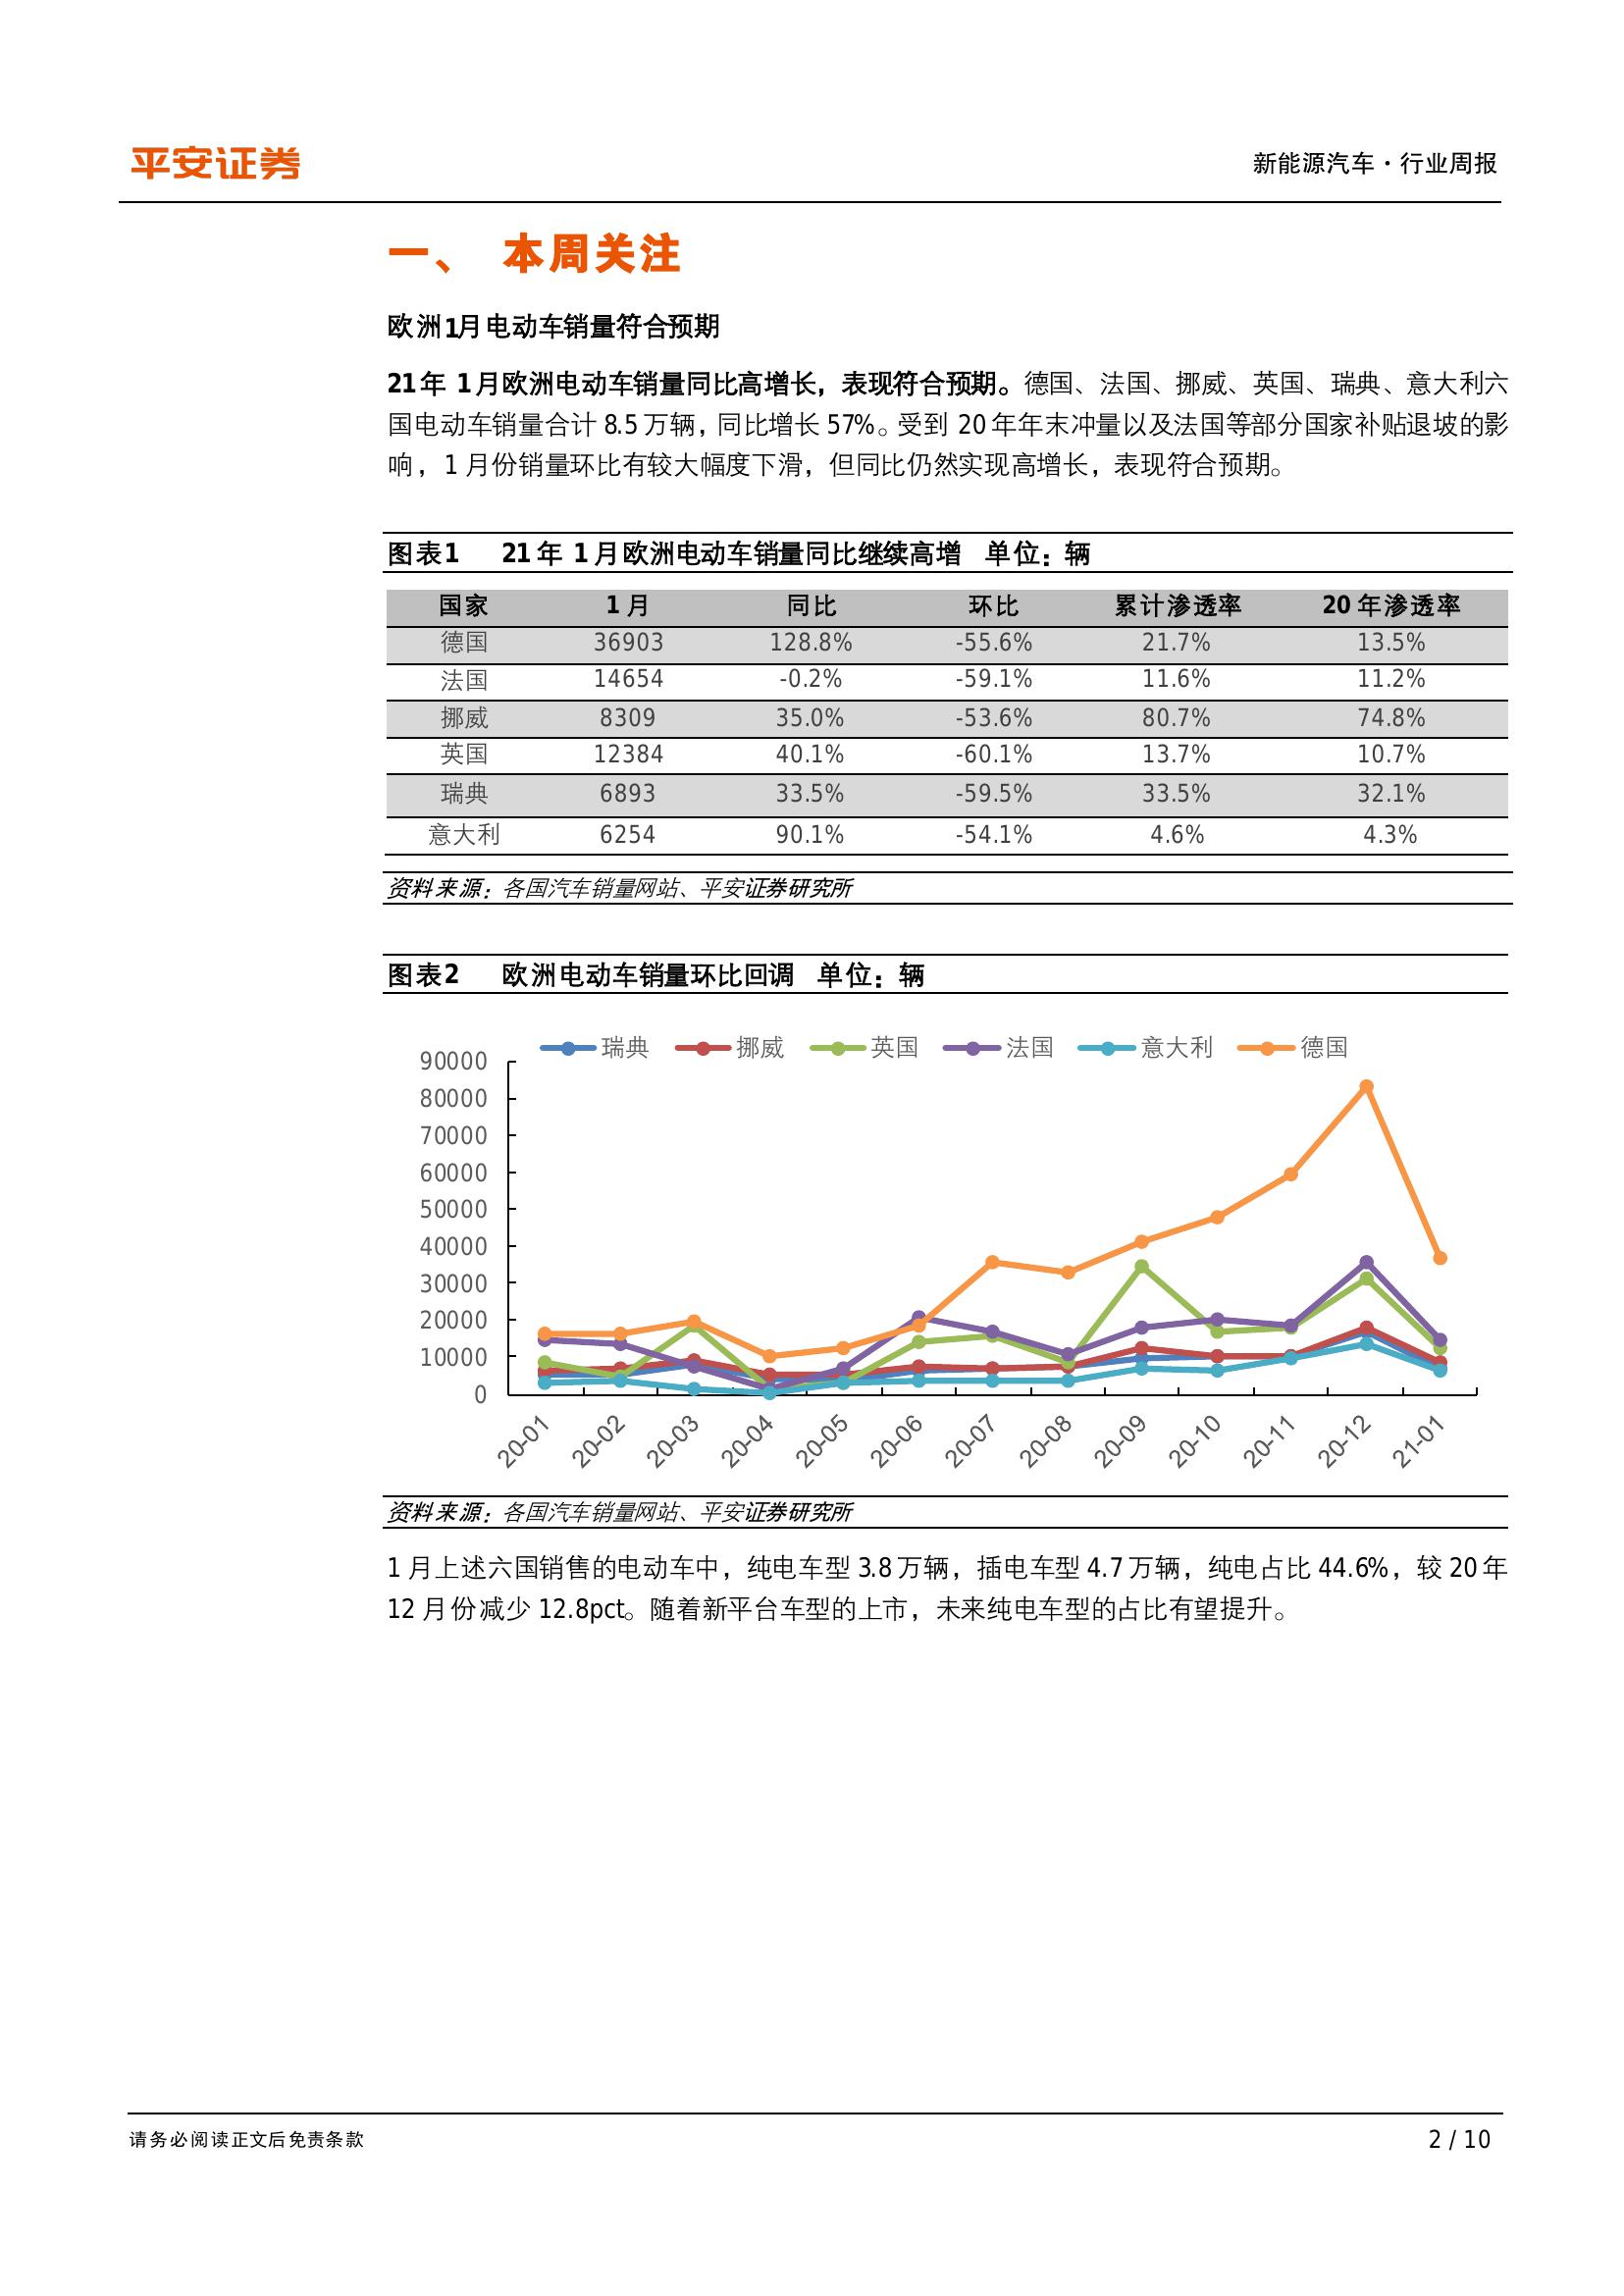 平安证券
新能源汽车·行业周报
一、 本周关注
欧洲1月电动车销量符合预期
21年 1月欧洲电动车销量同比高增长，表现符合预期。德国、法国、挪威、英国、瑞典、意大利六
国电动车销量合计 8.5 万辆，同比增长 57%。受到 20 年年末冲量以及法国等部分国家补贴退坡的影
响，1 月份销量环比有较大幅度下滑，但同比仍然实现高增长，表现符合预期。
图表1 21 年 1 月欧洲电动车销量同比继续高增 单位：辆
国家 1 月 同比 环比 累计渗透率 20 年渗透率
德国 36903 128.8% -55.6% 21.7% 13.5%
法国 14654 -0.2% -59.1% 11.6% 11.2%
挪威 8309 35.0% -53.6% 80.7% 74.8%
英国 12384 40.1% -60.1% 13.7% 10.7%
瑞典 6893 33.5% -59.5% 33.5% 32.1%
意大利 6254 90.1% -54.1% 4.6% 4.3%
资料来源：各国汽车销量网站、平安证券研究所
图表2 欧洲电动车销量环比回调 单位：辆
瑞典 挪威 英国 法国 意大利 德国
90000
80000
70000
60000
50000
40000
30000
20000
10000
0
20-01 20-02 20-03 20-04 20-05 20-06 20-07 20-08 20-09 20-10 20-11 20-12 21-01
资料来源：各国汽车销量网站、平安证券研究所
1 月上述六国销售的电动车中，纯电车型 3.8 万辆，插电车型 4.7 万辆，纯电占比 44.6%，较 20 年
12 月份减少 12.8pct。随着新平台车型的上市，未来纯电车型的占比有望提升。
请务必阅读正文后免责条款
2 / 10